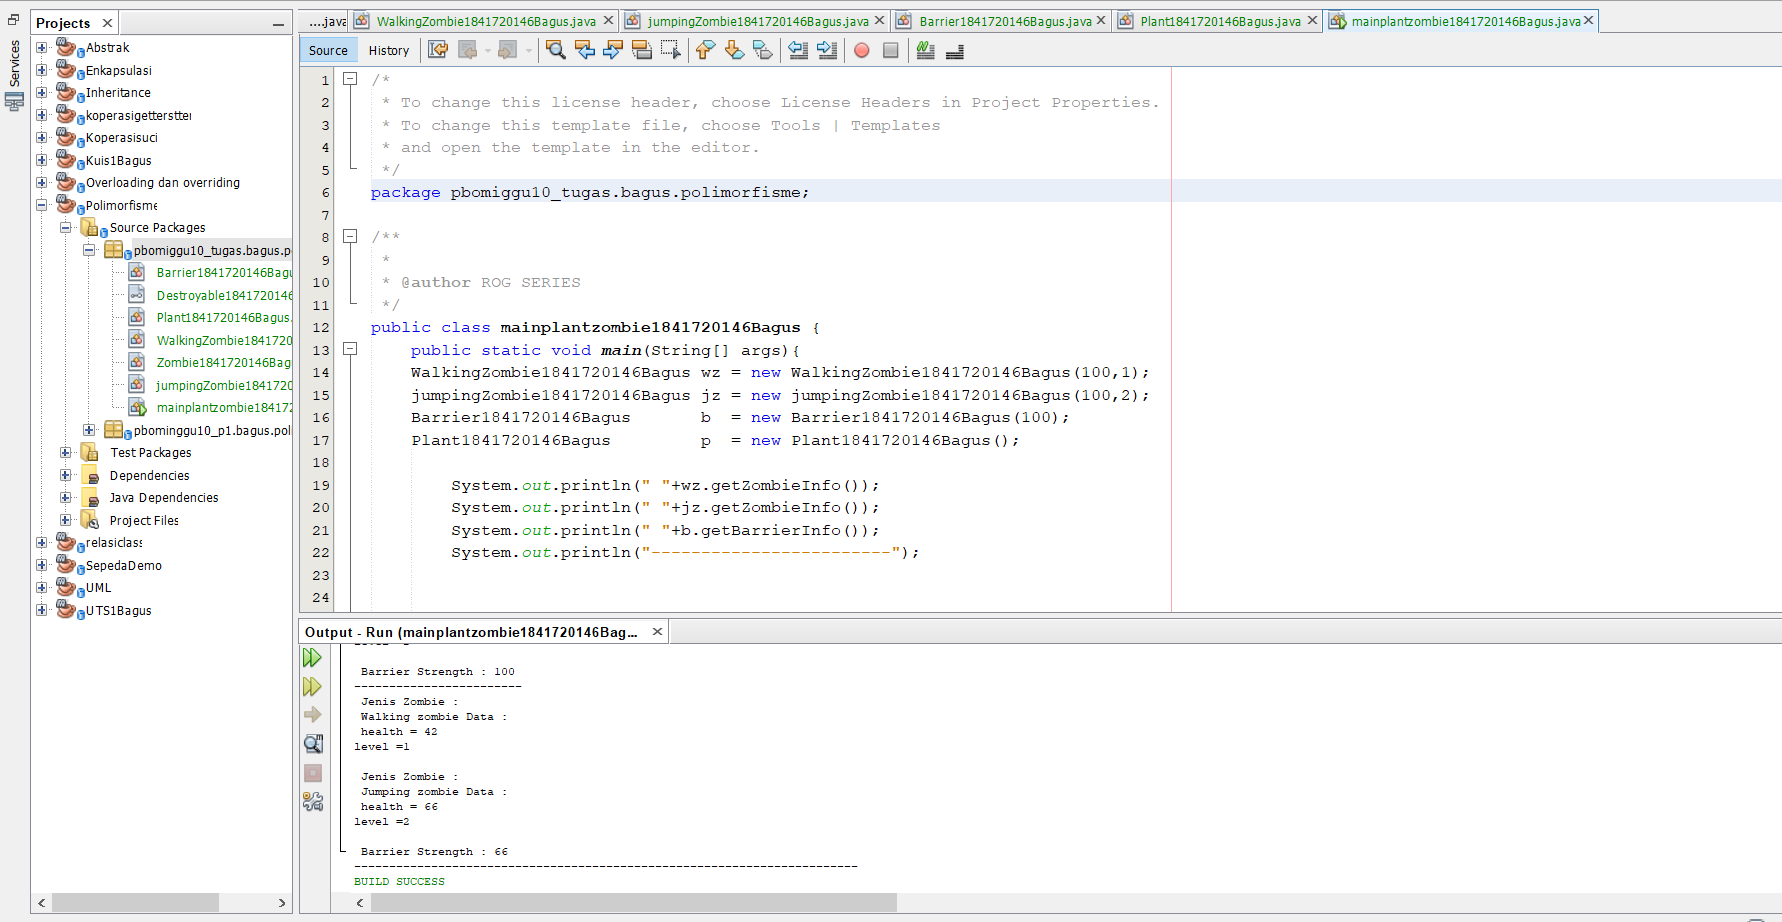 Services
Projects
Abstrak
Enkapsulasi
Inheritance
koperasigetterstter
Koperasisuci
Kuis1Bagus
Overloading dan overriding
Polimorfisme
Source Packages
pbomiggu10_tugas.bagus.p
Barrier1841720146Bagu
Destroyable184172014
Plant1841720146Bagus.
WalkingZombie1841720
Zombie1841720146Bag
jumpingZombie184172
mainplantzombie184172
pbominggu10_p1.bagus.pol
Test Packages
Dependencies
Java Dependencies
Project Files
relasiclass
SepedaDemo
UML
UTS1Bagus
....java WalkingZombie1841720146Bagus.java jumpingZombie1841720146Bagus.java Barrier1841720146Bagus.java Plant1841720146Bagus.java mainplantzombie1841720146Bagus.java
Source History
1 /*
2 * To change this license header, choose License Headers in Project Properties.
3 * To change this template file, choose Tools | Templates
4 * and open the template in the editor.
5 */
6 package pbomiggu10_tugas.bagus.polimorfisme;
7
8 /**
9 *
10 * @author ROG SERIES
11 */
12 public class mainplantzombie1841720146Bagus {
13 public static void main(String[] args){
14 WalkingZombie1841720146Bagus wz = new WalkingZombie1841720146Bagus(100,1);
15 jumpingZombie1841720146Bagus jz = new jumpingZombie1841720146Bagus(100,2);
16 Barrier1841720146Bagus b = new Barrier1841720146Bagus(100);
17 Plant1841720146Bagus p = new Plant1841720146Bagus();
18
19 System.out.println(" "+wz.getZombieInfo());
20 System.out.println(" "+jz.getZombieInfo());
21 System.out.println(" "+b.getBarrierInfo());
22 System.out.println("------------------------");
23
24
Output - Run (mainplantzombie1841720146Bag...
Barrier Strength : 100
------------------------
Jenis Zombie :
Walking zombie Data :
health = 42
level =1
Jenis Zombie :
Jumping zombie Data :
health = 66
level =2
Barrier Strength : 66
------------------------------------------------------------------------
BUILD SUCCESS